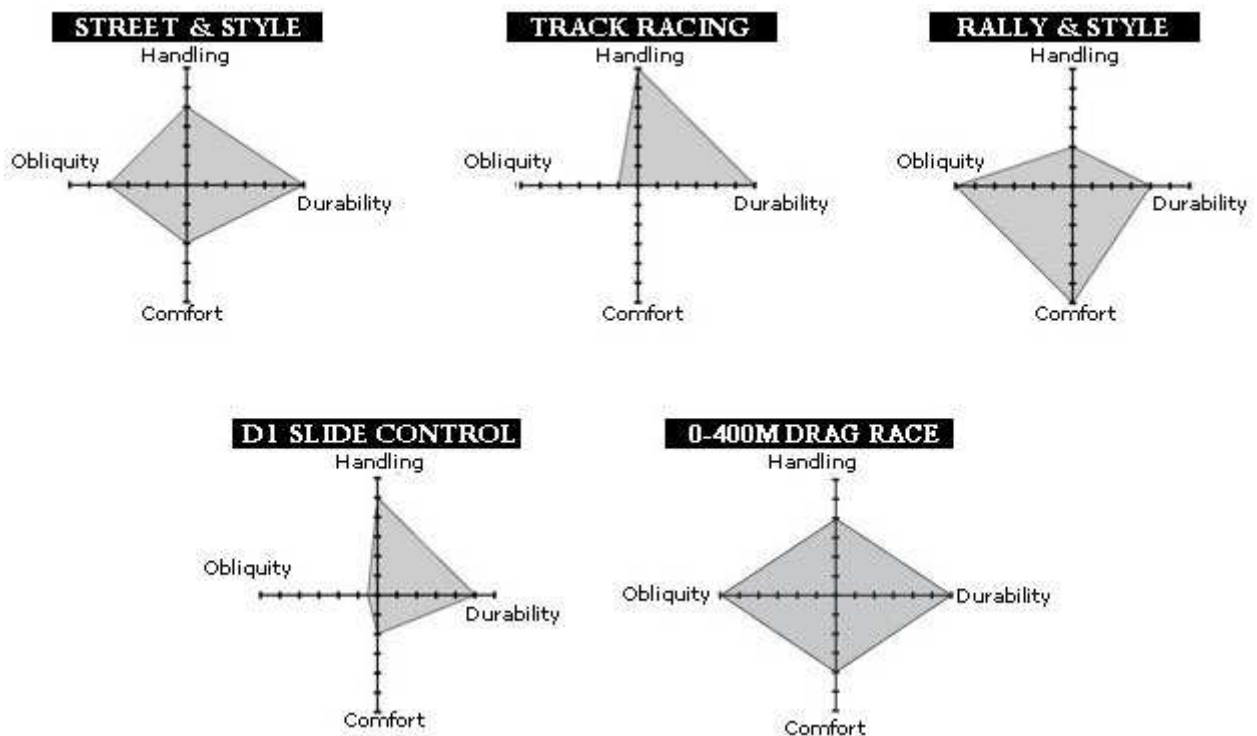 STREET & STYLE
Handling
Obliquity
Durability
Comfort
TRACK RACING
Handling
Obliquity
Durability
Comfort
RALLY & STYLE
Handling
Obliquity
Durability
Comfort
D1 SLIDE CONTROL
Handling
Obliquity
Durability
Comfort
0-400M DRAG RACE
Handling
Obliquity
Durability
Comfort